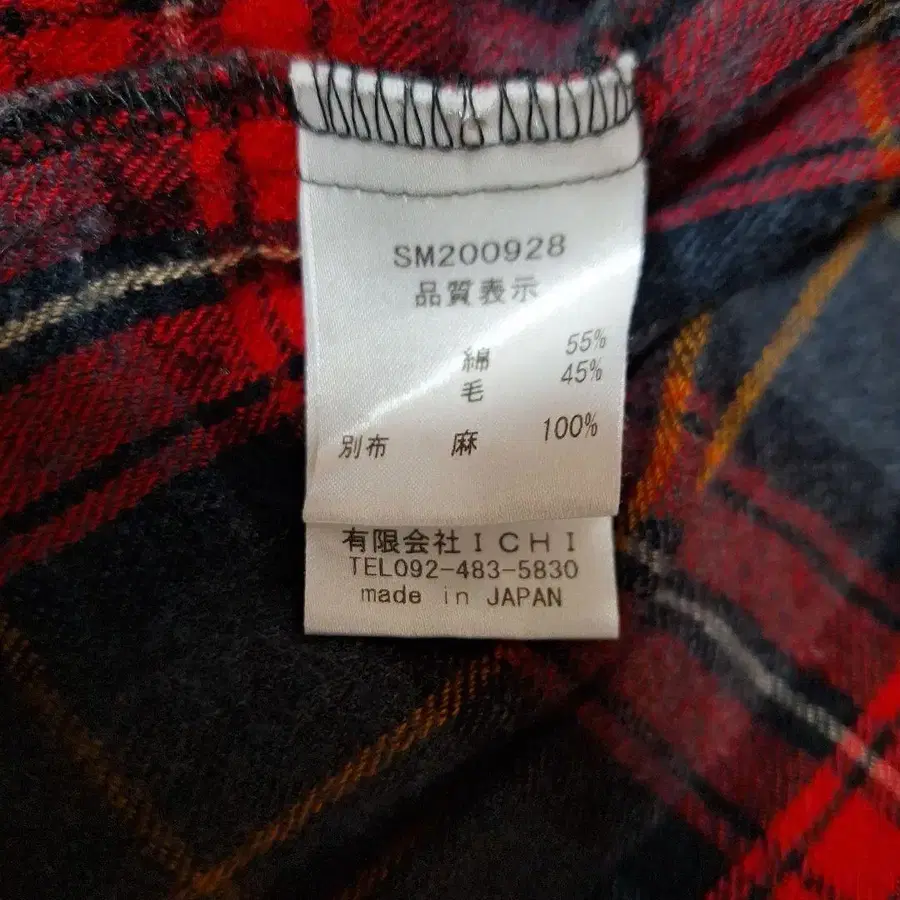 SM200928
品質表示
綿 55%
毛 45%
別布 麻 100%
有限会社ICHI
TEL092-483-5830
made in JAPAN